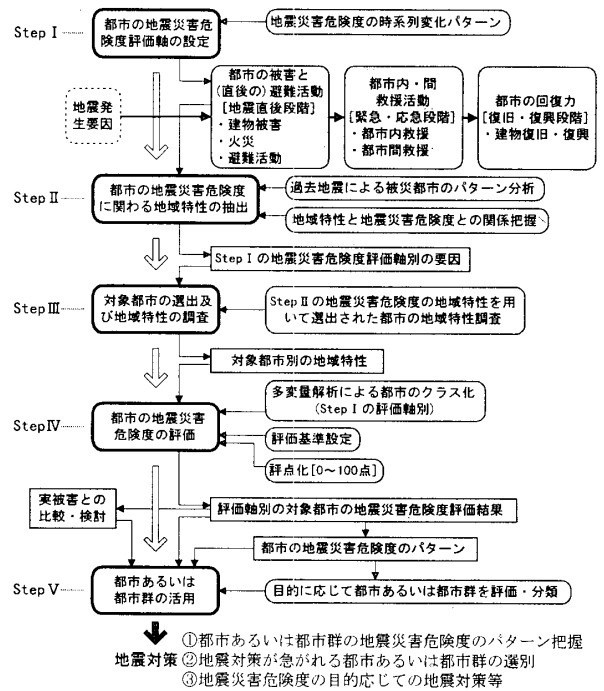 StepⅠ
都市の地震災害危
険度評価軸の設定
地震災害危険度の時系列変化パターン
地震発
生要因
都市の被害と
(直後の)避難活動
[地震直後段階]
・建物被害
・火災
・避難活動
都市内・間
救援活動
[緊急・応急段階]
・都市内救援
・都市間救援
都市の回復力
[復旧・復興段階]
・建物復旧・復興
StepⅡ
都市の地震災害危険度
に関わる地域特性の抽出
過去地震による被災都市のパターン分析
地域特性と地震災害危険度との関係把握
StepⅠの地震災害危険度評価軸別の要因
StepⅢ
対象都市の選出及
び地域特性の調査
StepⅡの地震災害危険度の地域特性を用
いて選出された都市の地域特性調査
対象都市別の地域特性
StepⅣ
都市の地震災害
危険度の評価
多変量解析による都市のクラス化
(StepⅠの評価軸別)
評価基準設定
評点化[0～100点]
実被害との
比較・検討
評価軸別の対象都市の地震災害危険度評価結果
都市の地震災害危険度のパターン
StepⅤ
都市あるいは
都市群の活用
目的に応じて都市あるいは都市群を評価・分類
地震対策
①都市あるいは都市群の地震災害危険度のパターン把握
②地震対策が急がれる都市あるいは都市群の選別
③地震災害危険度の目的応じての地震対策等